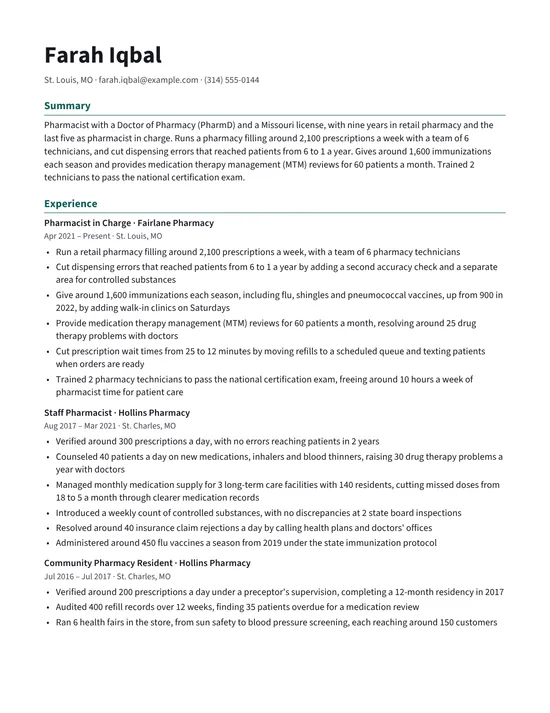 Farah Iqbal
St. Louis, MO · farah.iqbal@example.com · (314) 555-0144
Summary
Pharmacist with a Doctor of Pharmacy (PharmD) and a Missouri license, with nine years in retail pharmacy and the
last five as pharmacist in charge. Runs a pharmacy filling around 2,100 prescriptions a week with a team of 6
technicians, and cut dispensing errors that reached patients from 6 to 1 a year. Gives around 1,600 immunizations
each season and provides medication therapy management (MTM) reviews for 60 patients a month. Trained 2
technicians to pass the national certification exam.
Experience
Pharmacist in Charge · Fairlane Pharmacy
Apr 2021 – Present · St. Louis, MO
• Run a retail pharmacy filling around 2,100 prescriptions a week, with a team of 6 pharmacy technicians
• Cut dispensing errors that reached patients from 6 to 1 a year by adding a second accuracy check and a separate
area for controlled substances
• Give around 1,600 immunizations each season, including flu, shingles and pneumococcal vaccines, up from 900 in
2022, by adding walk-in clinics on Saturdays
• Provide medication therapy management (MTM) reviews for 60 patients a month, resolving around 25 drug
therapy problems with doctors
• Cut prescription wait times from 25 to 12 minutes by moving refills to a scheduled queue and texting patients
when orders are ready
• Trained 2 pharmacy technicians to pass the national certification exam, freeing around 10 hours a week of
pharmacist time for patient care
Staff Pharmacist · Hollins Pharmacy
Aug 2017 – Mar 2021 · St. Charles, MO
• Verified around 300 prescriptions a day, with no errors reaching patients in 2 years
• Counseled 40 patients a day on new medications, inhalers and blood thinners, raising 30 drug therapy problems a
year with doctors
• Managed monthly medication supply for 3 long-term care facilities with 140 residents, cutting missed doses from
18 to 5 a month through clearer medication records
• Introduced a weekly count of controlled substances, with no discrepancies at 2 state board inspections
• Resolved around 40 insurance claim rejections a day by calling health plans and doctors' offices
• Administered around 450 flu vaccines a season from 2019 under the state immunization protocol
Community Pharmacy Resident · Hollins Pharmacy
Jul 2016 – Jul 2017 · St. Charles, MO
• Verified around 200 prescriptions a day under a preceptor's supervision, completing a 12-month residency in 2017
• Audited 400 refill records over 12 weeks, finding 35 patients overdue for a medication review
• Ran 6 health fairs in the store, from sun safety to blood pressure screening, each reaching around 150 customers